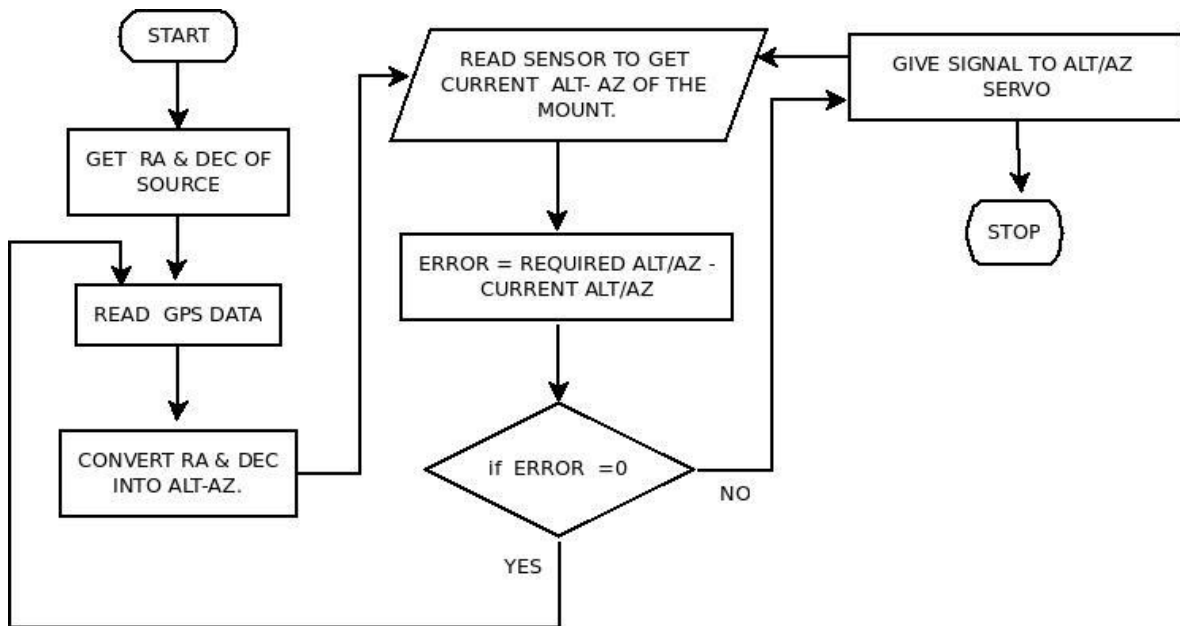 START
GET RA & DEC OF
SOURCE
READ GPS DATA
CONVERT RA & DEC
INTO ALT-AZ.
READ SENSOR TO GET
CURRENT ALT- AZ OF THE
MOUNT.
ERROR = REQUIRED ALT/AZ -
CURRENT ALT/AZ
if ERROR =0
NO
YES
GIVE SIGNAL TO ALT/AZ
SERVO
STOP